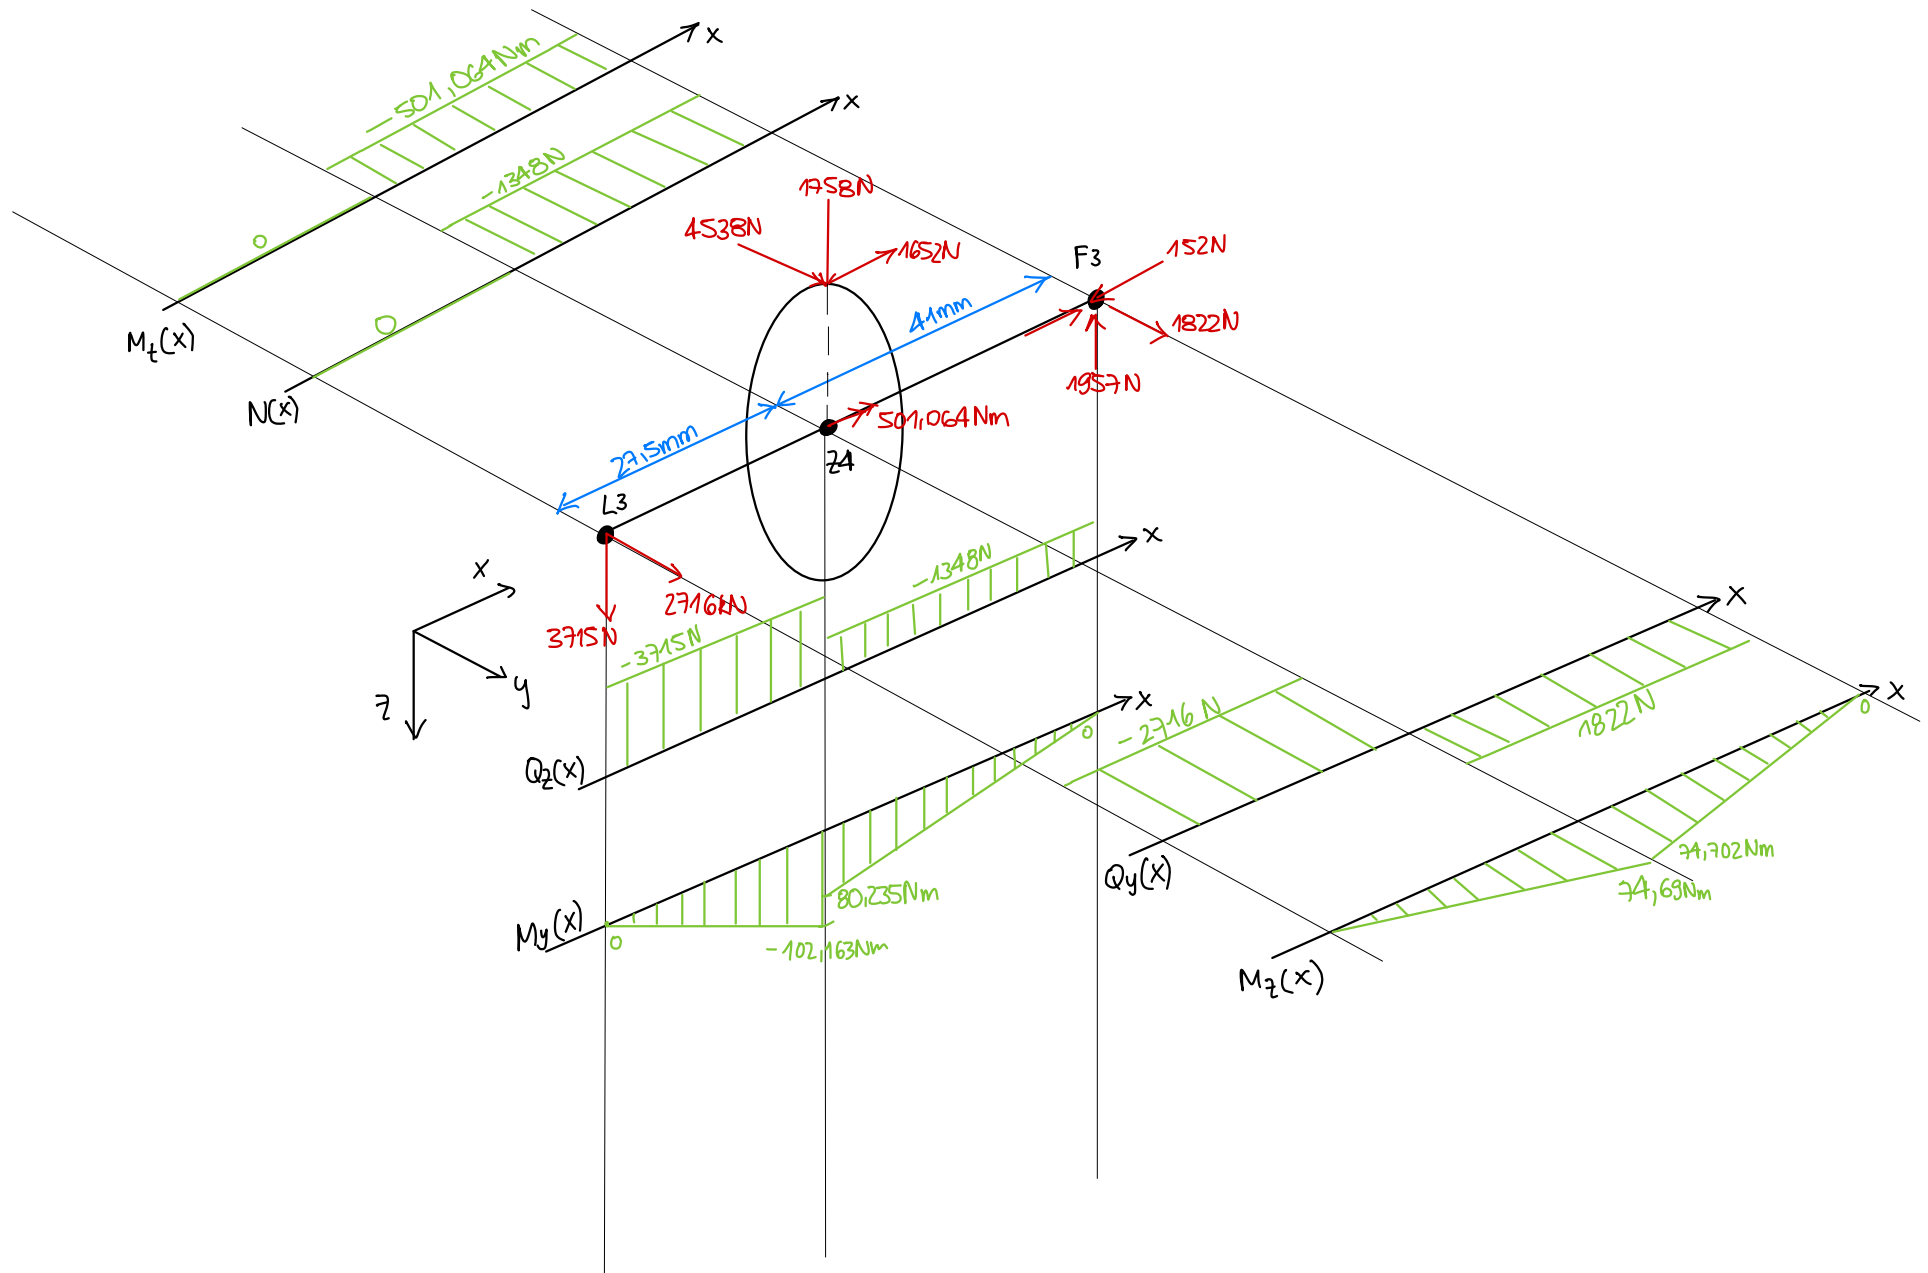 x
-501,064Nm
x
-1348N
0
Mt(x)
0
N(x)
1758N
4538N
1652N
F3
152N
41mm
1822N
1957N
501,064Nm
27,5mm
Z4
L3
x
y
z
2716N
3715N
-3715N
-1348N
x
Qz(x)
x
0
My(x)
0
80,235Nm
-102,163Nm
x
-2716 N
1822N
Qy(x)
x
0
74,702Nm
74,69Nm
Mz(x)